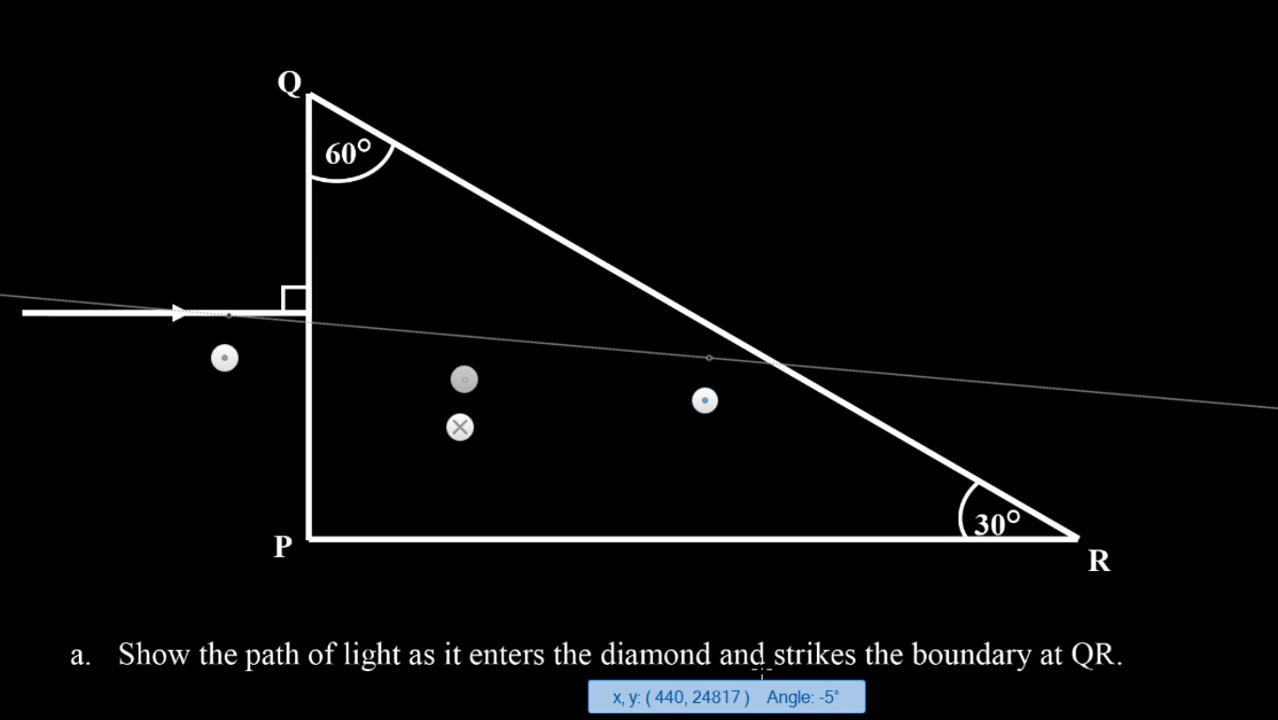 Q
60°
P
30°
R
a. Show the path of light as it enters the diamond and strikes the boundary at QR.
x, y: ( 440, 24817 ) Angle: -5°